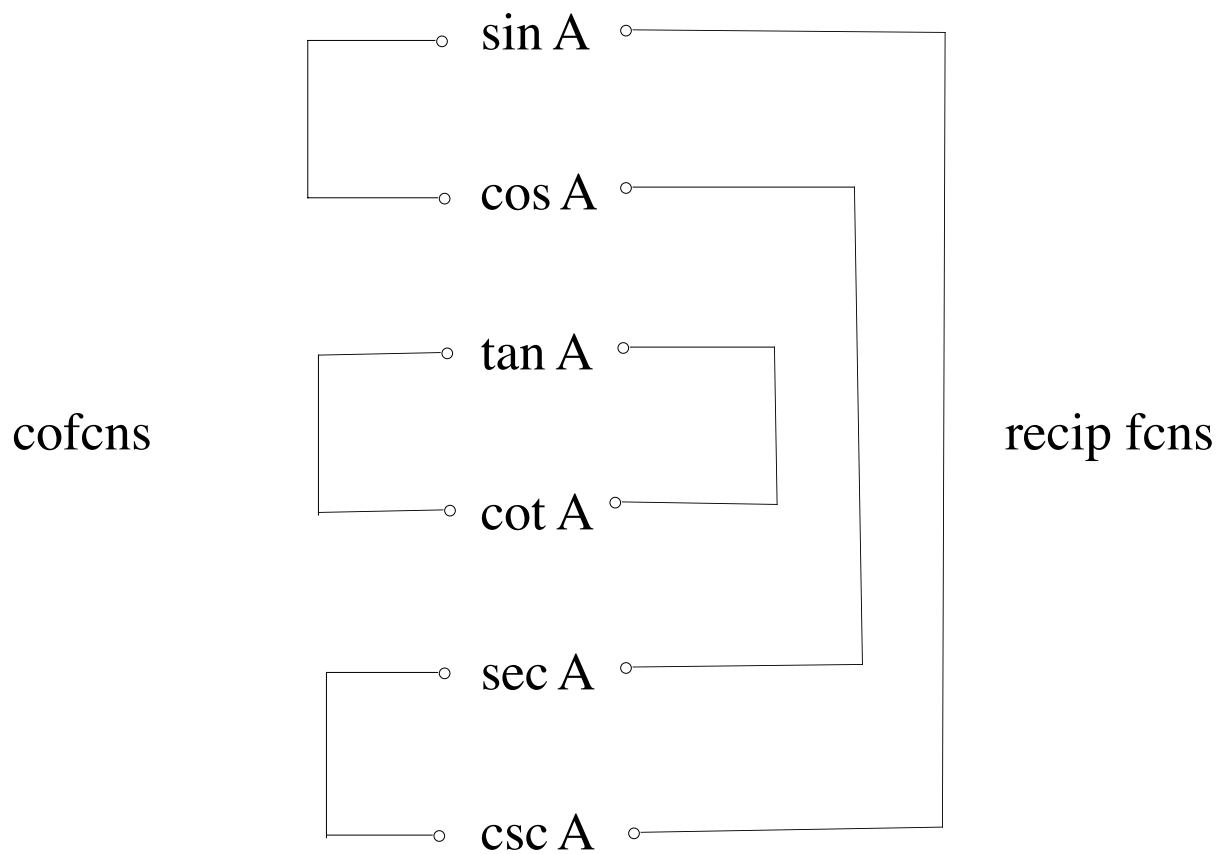 sin A
cos A
tan A
cofcns
recip fcns
cot A
sec A
csc A